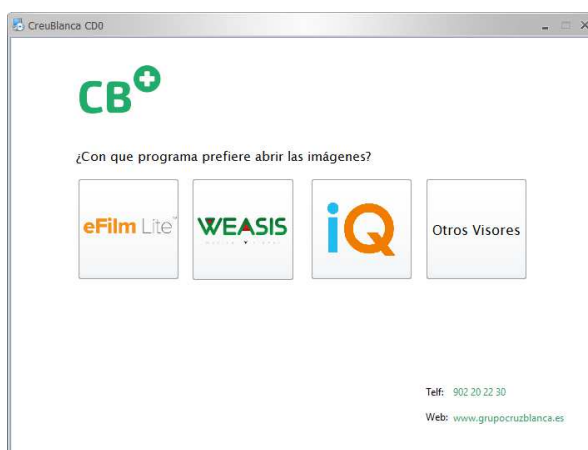 CreuBlanca CD0
CB+
¿Con que programa prefiere abrir las imágenes?
eFilm Lite™
WEASIS
iQ
Otros Visores
Telf: 902 20 22 30
Web: www.grupocruzblanca.es